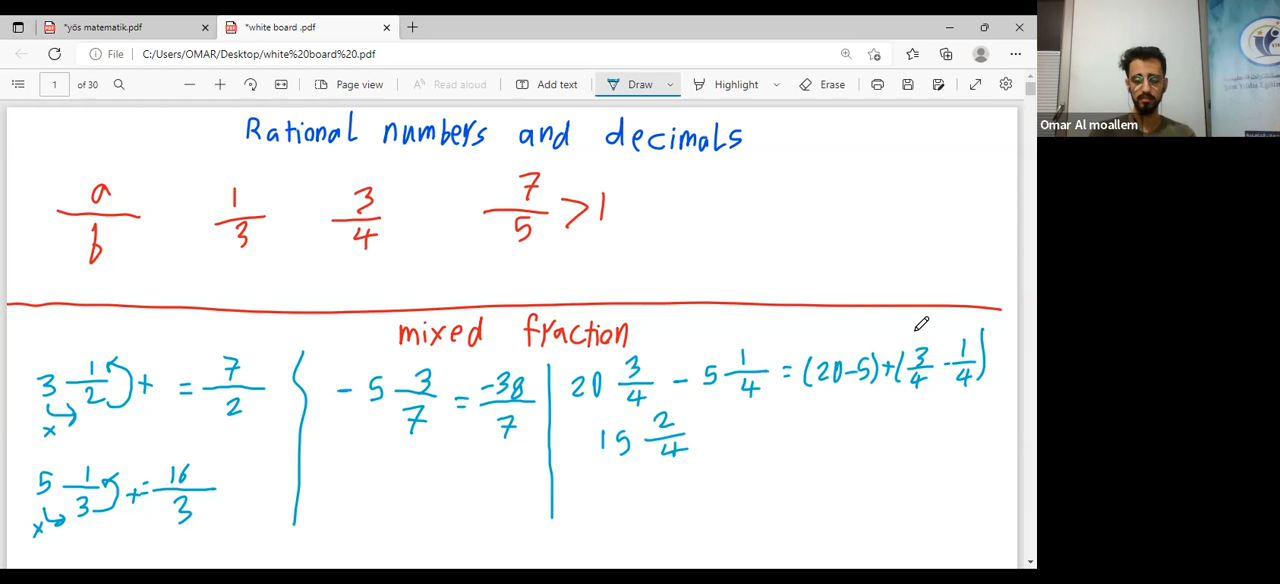 *yös matematik.pdf
*white board .pdf
File
C:/Users/OMAR/Desktop/white%20board%20.pdf
1 of 30
Page view
Read aloud
Add text
Draw
Highlight
Erase
Omar Al moallem
Rational numbers and decimals
a/b 1/3 3/4 7/5 > 1
mixed fraction
3 1/2 + = 7/2
x
- 5 3/7 = -38/7
20 3/4 - 5 1/4 = (20-5)+(3/4 - 1/4)
15 2/4
5 1/3 + = 16/3
x